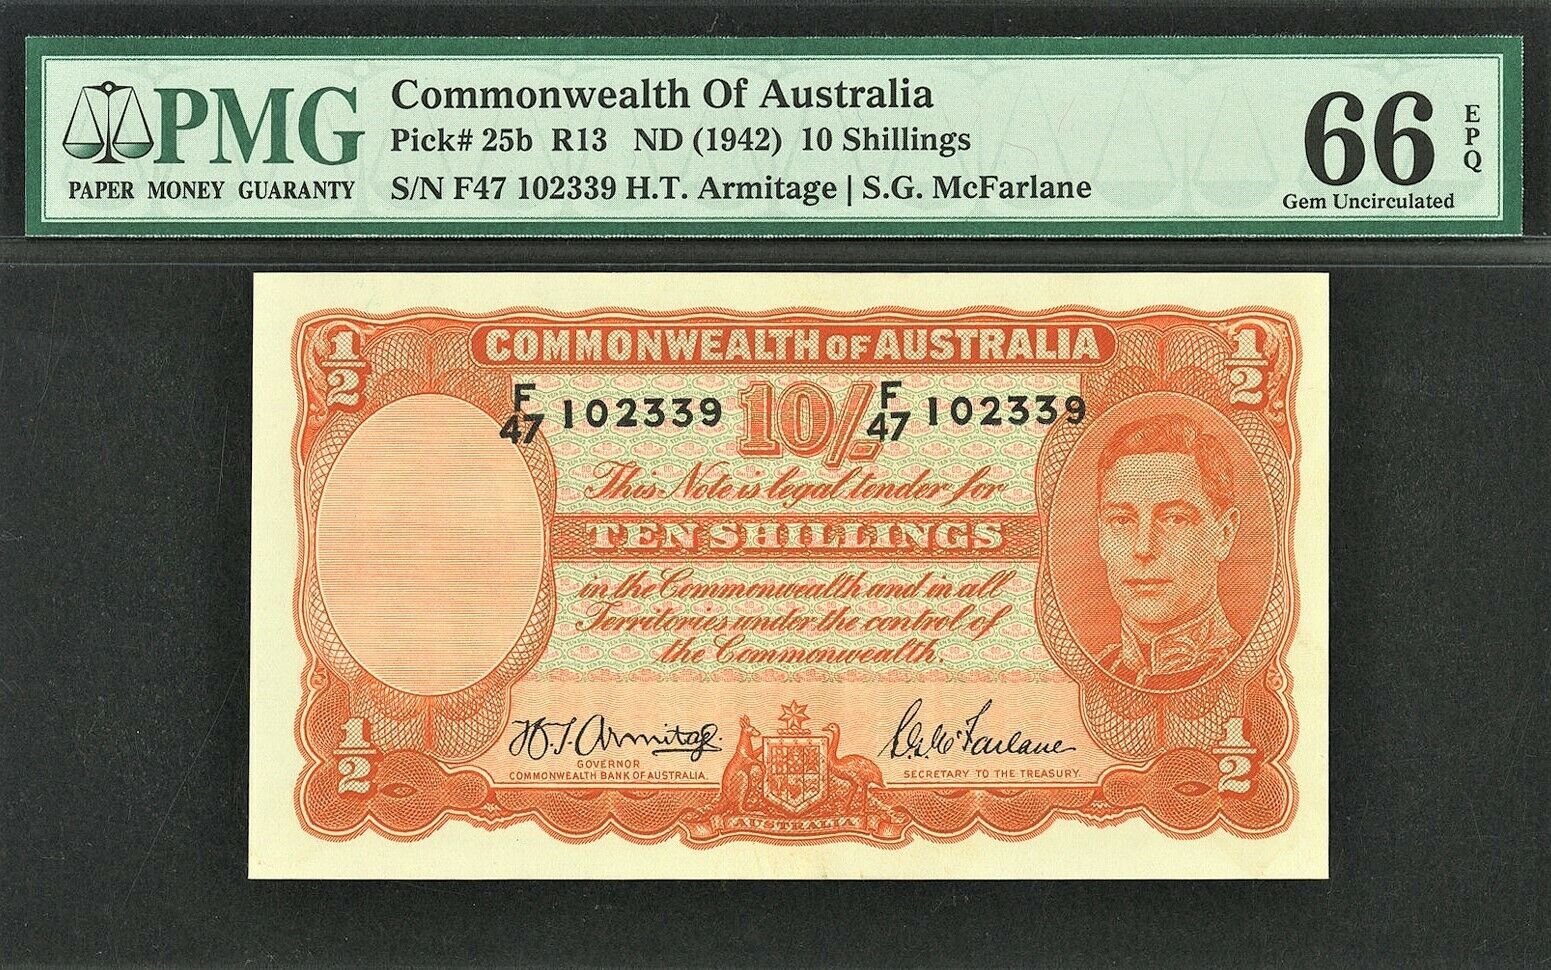 PMG
PAPER MONEY GUARANTY
Commonwealth Of Australia
Pick# 25b R13 ND (1942) 10 Shillings
S/N F47 102339 H.T. Armitage | S.G. McFarlane
66
EPQ
Gem Uncirculated
1/2
COMMONWEALTH OF AUSTRALIA
1/2
F/47 102339
10/-
F/47 102339
This Note is legal tender for
TEN SHILLINGS
in the Commonwealth and in all
Territories under the control of
the Commonwealth.
1/2
H.T. Armitage.
GOVERNOR
COMMONWEALTH BANK OF AUSTRALIA.
AUSTRALIA
S.G. McFarlane
SECRETARY TO THE TREASURY.
1/2